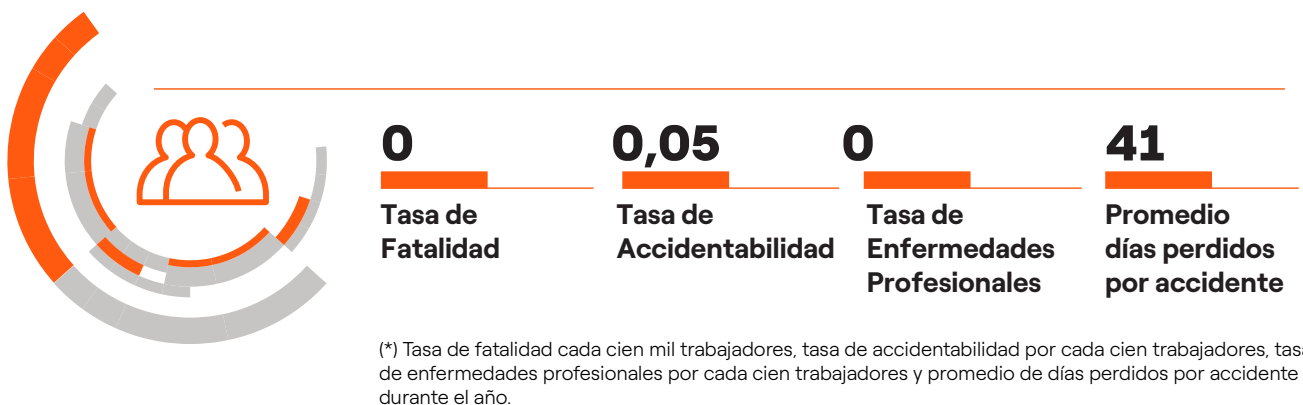 0
Tasa de
Fatalidad
0,05
Tasa de
Accidentabilidad
0
Tasa de
Enfermedades
Profesionales
41
Promedio
días perdidos
por accidente
(*) Tasa de fatalidad cada cien mil trabajadores, tasa de accidentabilidad por cada cien trabajadores, tasa
de enfermedades profesionales por cada cien trabajadores y promedio de días perdidos por accidente
durante el año.